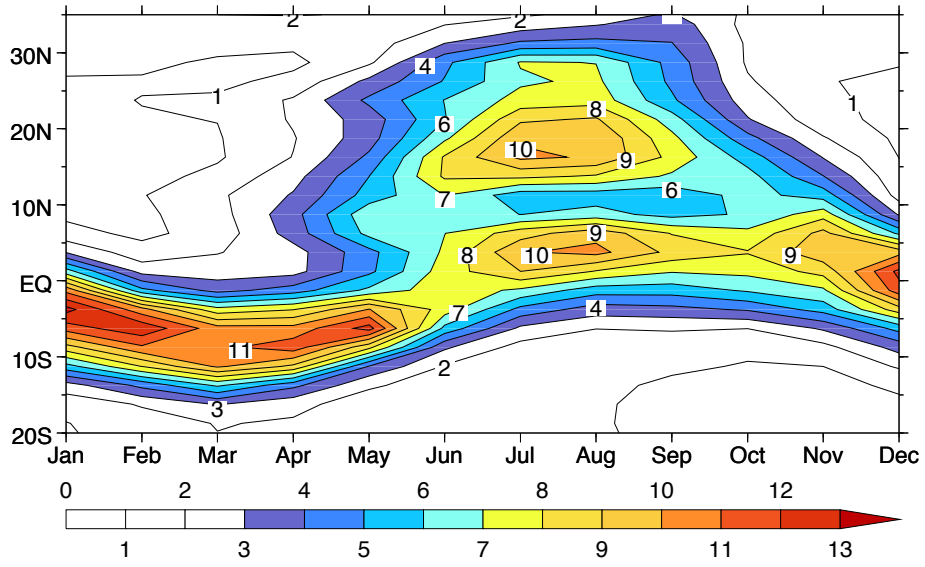 2 2
30N 4
1 1
20N 6 8
10 9
10N 7 6
9
8 10 9
EQ
7 4
10S 11
2
3
20S
Jan Feb Mar Apr May Jun Jul Aug Sep Oct Nov Dec
0 2 4 6 8 10 12
1 3 5 7 9 11 13